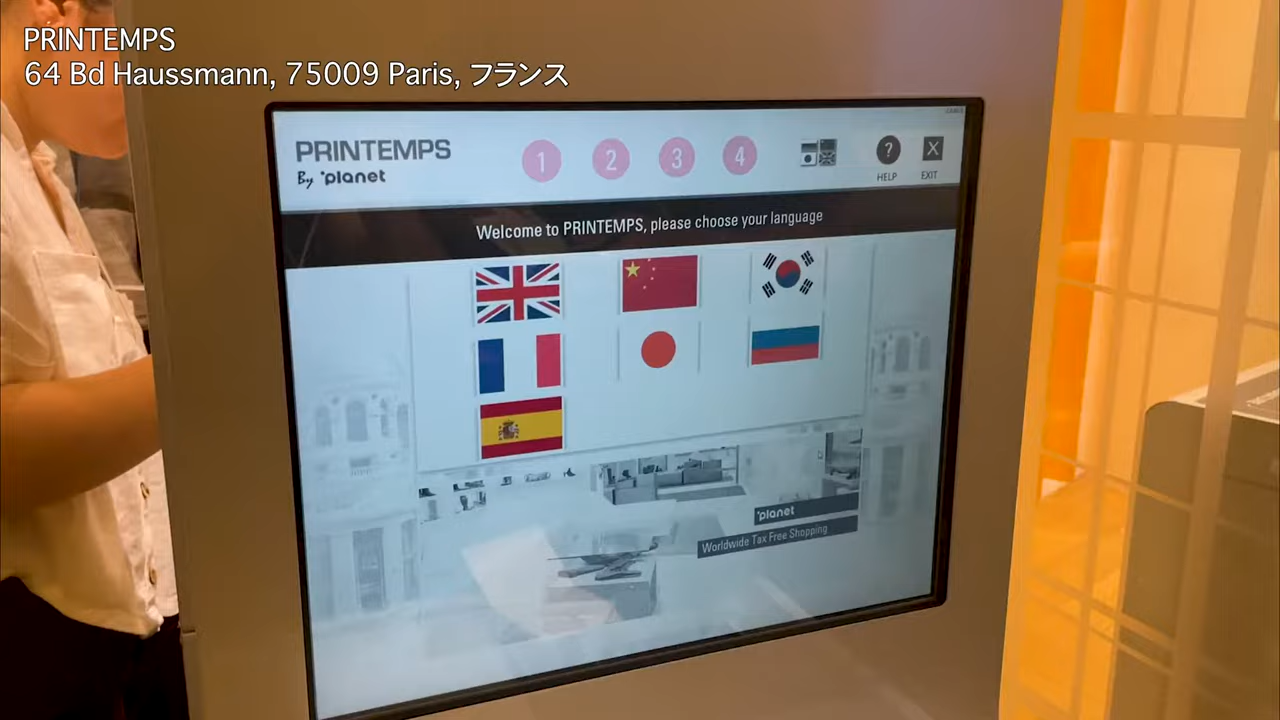 PRINTEMPS
64 Bd Haussmann, 75009 Paris, フランス
PRINTEMPS
By planet
1 2 3 4
?
HELP
X
EXIT
Welcome to PRINTEMPS, please choose your language
planet
Worldwide Tax Free Shopping